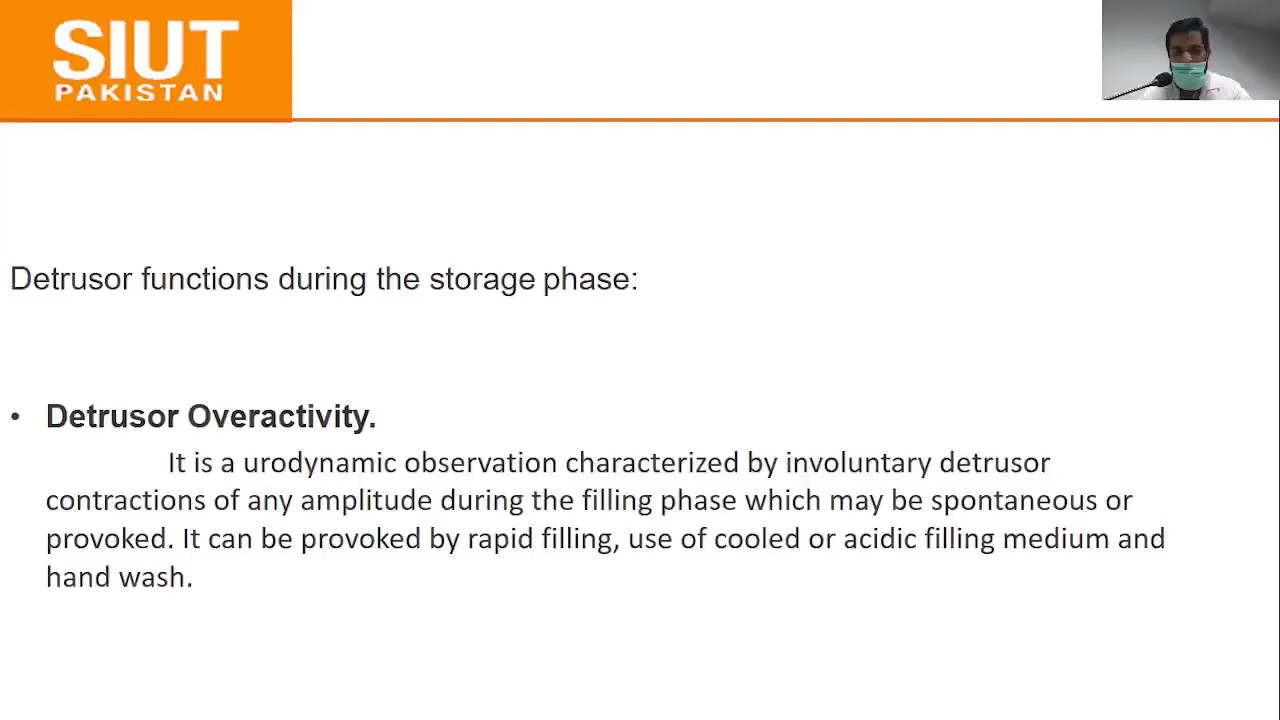 SIUT
PAKISTAN
Detrusor functions during the storage phase:
• Detrusor Overactivity.
It is a urodynamic observation characterized by involuntary detrusor
contractions of any amplitude during the filling phase which may be spontaneous or
provoked. It can be provoked by rapid filling, use of cooled or acidic filling medium and
hand wash.